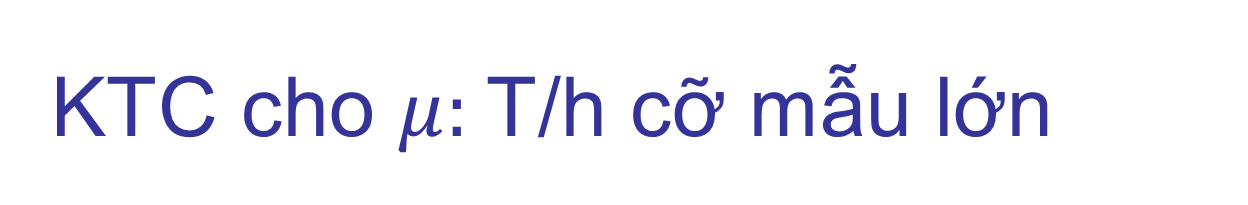 KTC cho 𝜇: T/h cỡ mẫu lớn